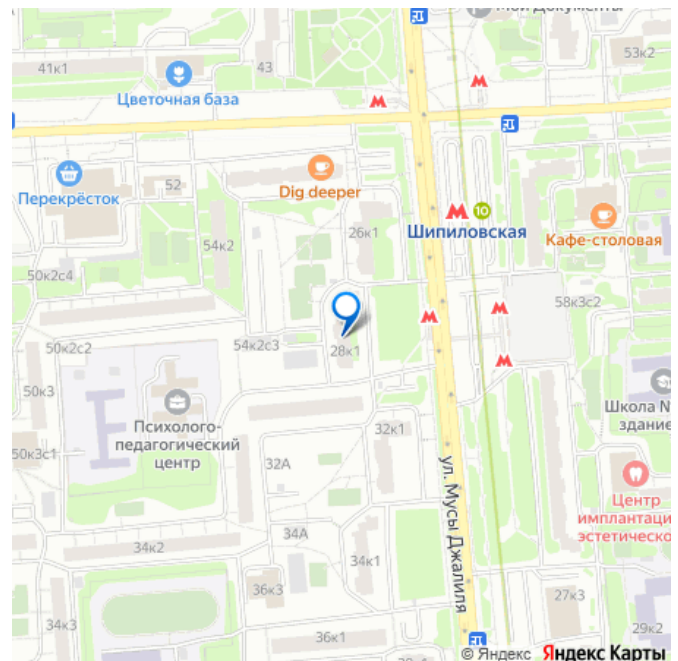 Мои документы
53к2
41к1
43
Цветочная база
52
Dig deeper
Перекрёсток
10
26к1
Шипиловская
Кафе-столовая
54к2
50к2с4
58к3с2
50к2с2
54к2с3
28к1
50к3
Школа N
здание
Психолого-
педагогический
центр
32к1
50к3с1
32А
ул. Мусы Джалиля
Центр
имплантаци
эстетическо
34А
34к2
34к1
36к3
27к3
34к3
36к1
29к2
© Яндекс Яндекс Карты